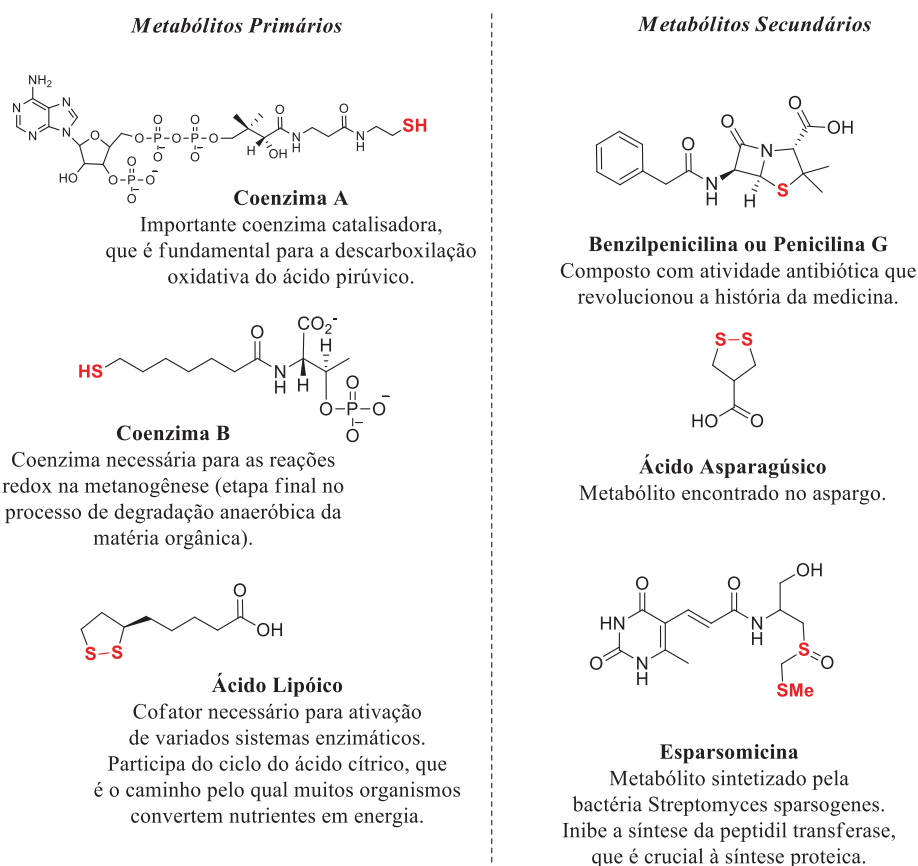 Metabólitos Primários
NH₂
N
N
N
N
O
HO
O
O-P-O⁻
O
O⁻
O-P-O-P-O
O
O
O⁻
O⁻
H
OH
O
N
H
O
N
H
SH
Coenzima A
Importante coenzima catalisadora,
que é fundamental para a descarboxilação
oxidativa do ácido pirúvico.
HS
O
N
H
CO₂⁻
H
H
O-P-O⁻
O
O⁻
Coenzima B
Coenzima necessária para as reações
redox na metanogênese (etapa final no
processo de degradação anaeróbica da
matéria orgânica).
S-S
O
OH
Ácido Lipóico
Cofator necessário para ativação
de variados sistemas enzimáticos.
Participa do ciclo do ácido cítrico, que
é o caminho pelo qual muitos organismos
convertem nutrientes em energia.
Metabólitos Secundários
O
N
H
O
N
H
S
O
OH
Benzilpenicilina ou Penicilina G
Composto com atividade antibiótica que
revolucionou a história da medicina.
S-S
HO
O
Ácido Asparagúsico
Metabólito encontrado no aspargo.
O
HN
O
N
H
O
N
H
OH
S
O
SMe
Esparsomicina
Metabólito sintetizado pela
bactéria Streptomyces sparsogenes.
Inibe a síntese da peptidil transferase,
que é crucial à síntese proteica.